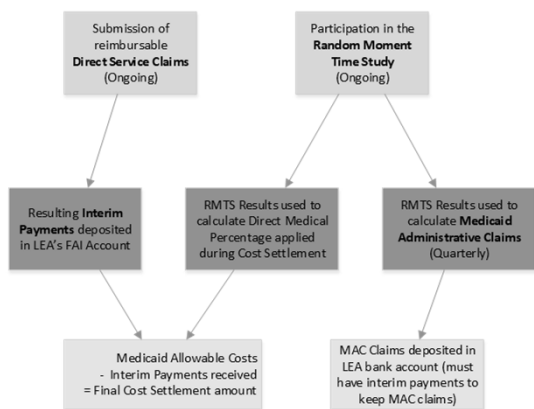 Submission of
reimbursable
Direct Service Claims
(Ongoing)
Participation in the
Random Moment
Time Study
(Ongoing)
Resulting Interim
Payments deposited
in LEA's FAI Account
RMTS Results used to
calculate Direct Medical
Percentage applied
during Cost Settlement
RMTS Results used to
calculate Medicaid
Administrative Claims
(Quarterly)
Medicaid Allowable Costs
- Interim Payments received
= Final Cost Settlement amount
MAC Claims deposited in
LEA bank account (must
have interim payments to
keep MAC claims)